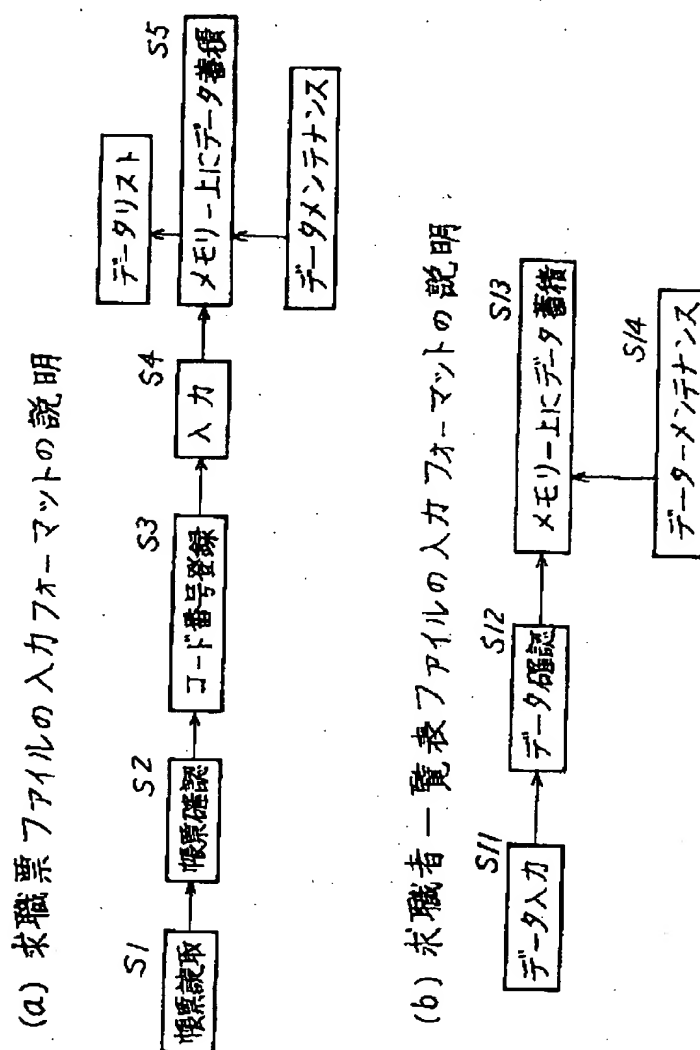 (a) 求職票ファイルの入力フォーマットの説明
S1
帳票読取
S2
帳票確認
S3
コード番号登録
S4
入力
S5
メモリー上にデータ蓄積
データリスト
データメンテナンス
(b) 求職者一覧表ファイルの入力フォーマットの説明
S11
データ入力
S12
データ確認
S13
メモリー上にデータ蓄積
S14
データーメンテナンス